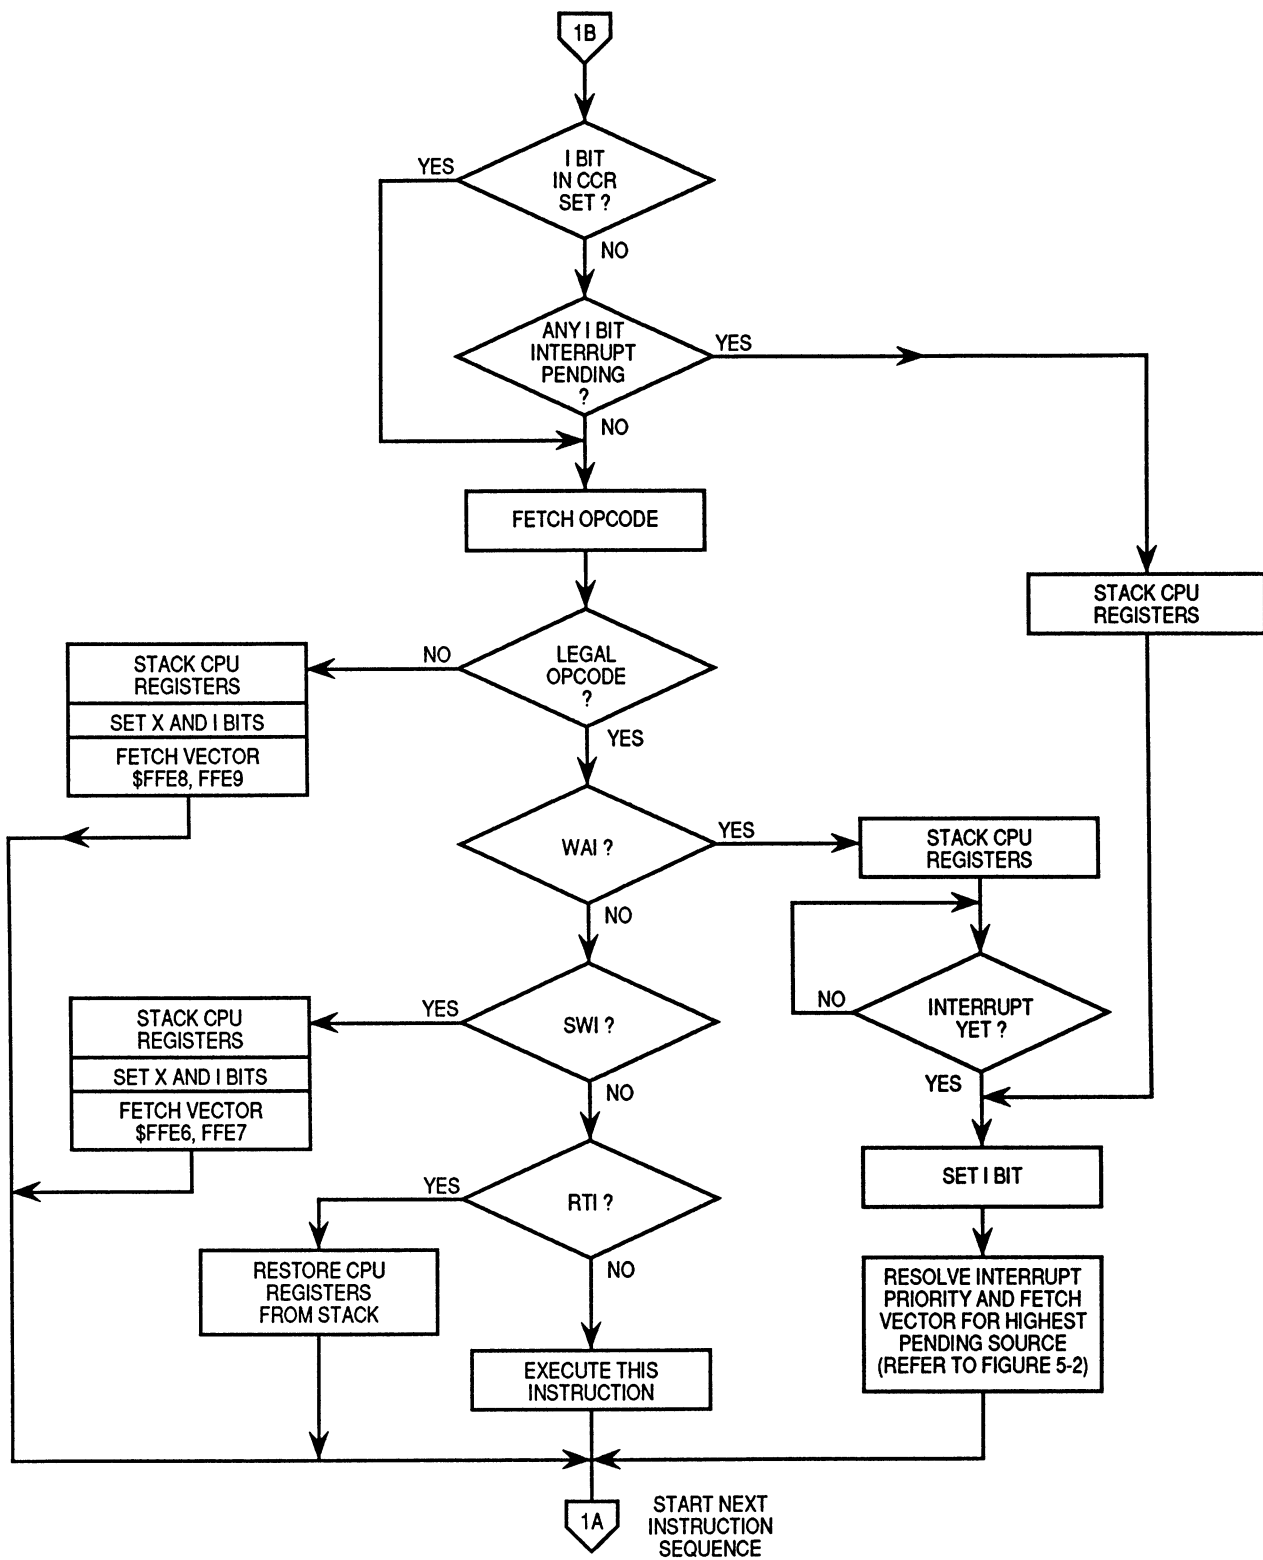 1B
I BIT
IN CCR
SET ?
YES
NO
ANY I BIT
INTERRUPT
PENDING
?
YES
NO
FETCH OPCODE
STACK CPU
REGISTERS
LEGAL
OPCODE
?
NO
YES
STACK CPU
REGISTERS
SET X AND I BITS
FETCH VECTOR
$FFE8, FFE9
WAI ?
YES
NO
STACK CPU
REGISTERS
INTERRUPT
YET ?
NO
YES
SWI ?
YES
NO
STACK CPU
REGISTERS
SET X AND I BITS
FETCH VECTOR
$FFE6, FFE7
SET I BIT
RTI ?
YES
NO
RESTORE CPU
REGISTERS
FROM STACK
RESOLVE INTERRUPT
PRIORITY AND FETCH
VECTOR FOR HIGHEST
PENDING SOURCE
(REFER TO FIGURE 5-2)
EXECUTE THIS
INSTRUCTION
1A
START NEXT
INSTRUCTION
SEQUENCE